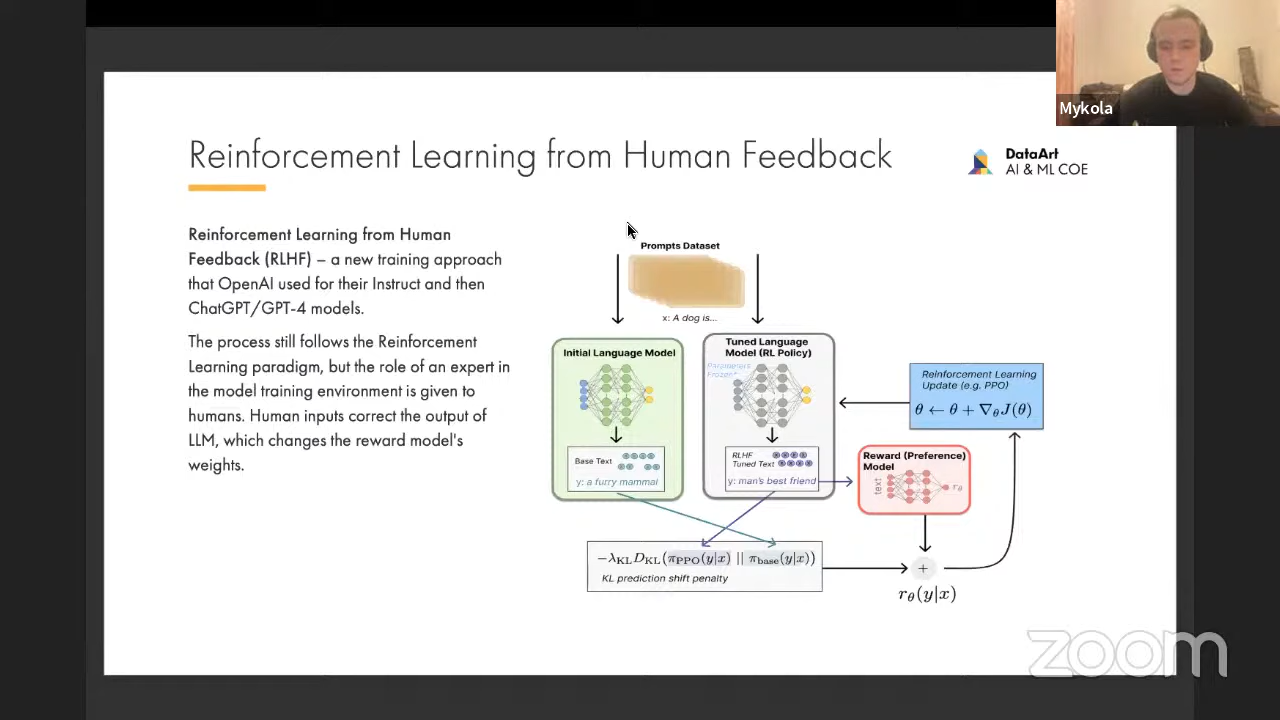 Mykola
Reinforcement Learning from Human Feedback
DataArt
AI & ML COE
Reinforcement Learning from Human
Feedback (RLHF) – a new training approach
that OpenAI used for their Instruct and then
ChatGPT/GPT-4 models.
The process still follows the Reinforcement
Learning paradigm, but the role of an expert in
the model training environment is given to
humans. Human inputs correct the output of
LLM, which changes the reward model's
weights.
Prompts Dataset
x: A dog is...
Initial Language Model
Base Text
y: a furry mammal
Tuned Language
Model (RL Policy)
Parameters
Frozen*
RLHF
Tuned Text
y: man's best friend
Reinforcement Learning
Update (e.g. PPO)
θ ← θ + ∇θJ(θ)
Reward (Preference)
Model
text
rθ
−λKL DKL(πPPO(y|x) || πbase(y|x))
KL prediction shift penalty
+
rθ(y|x)
zoom